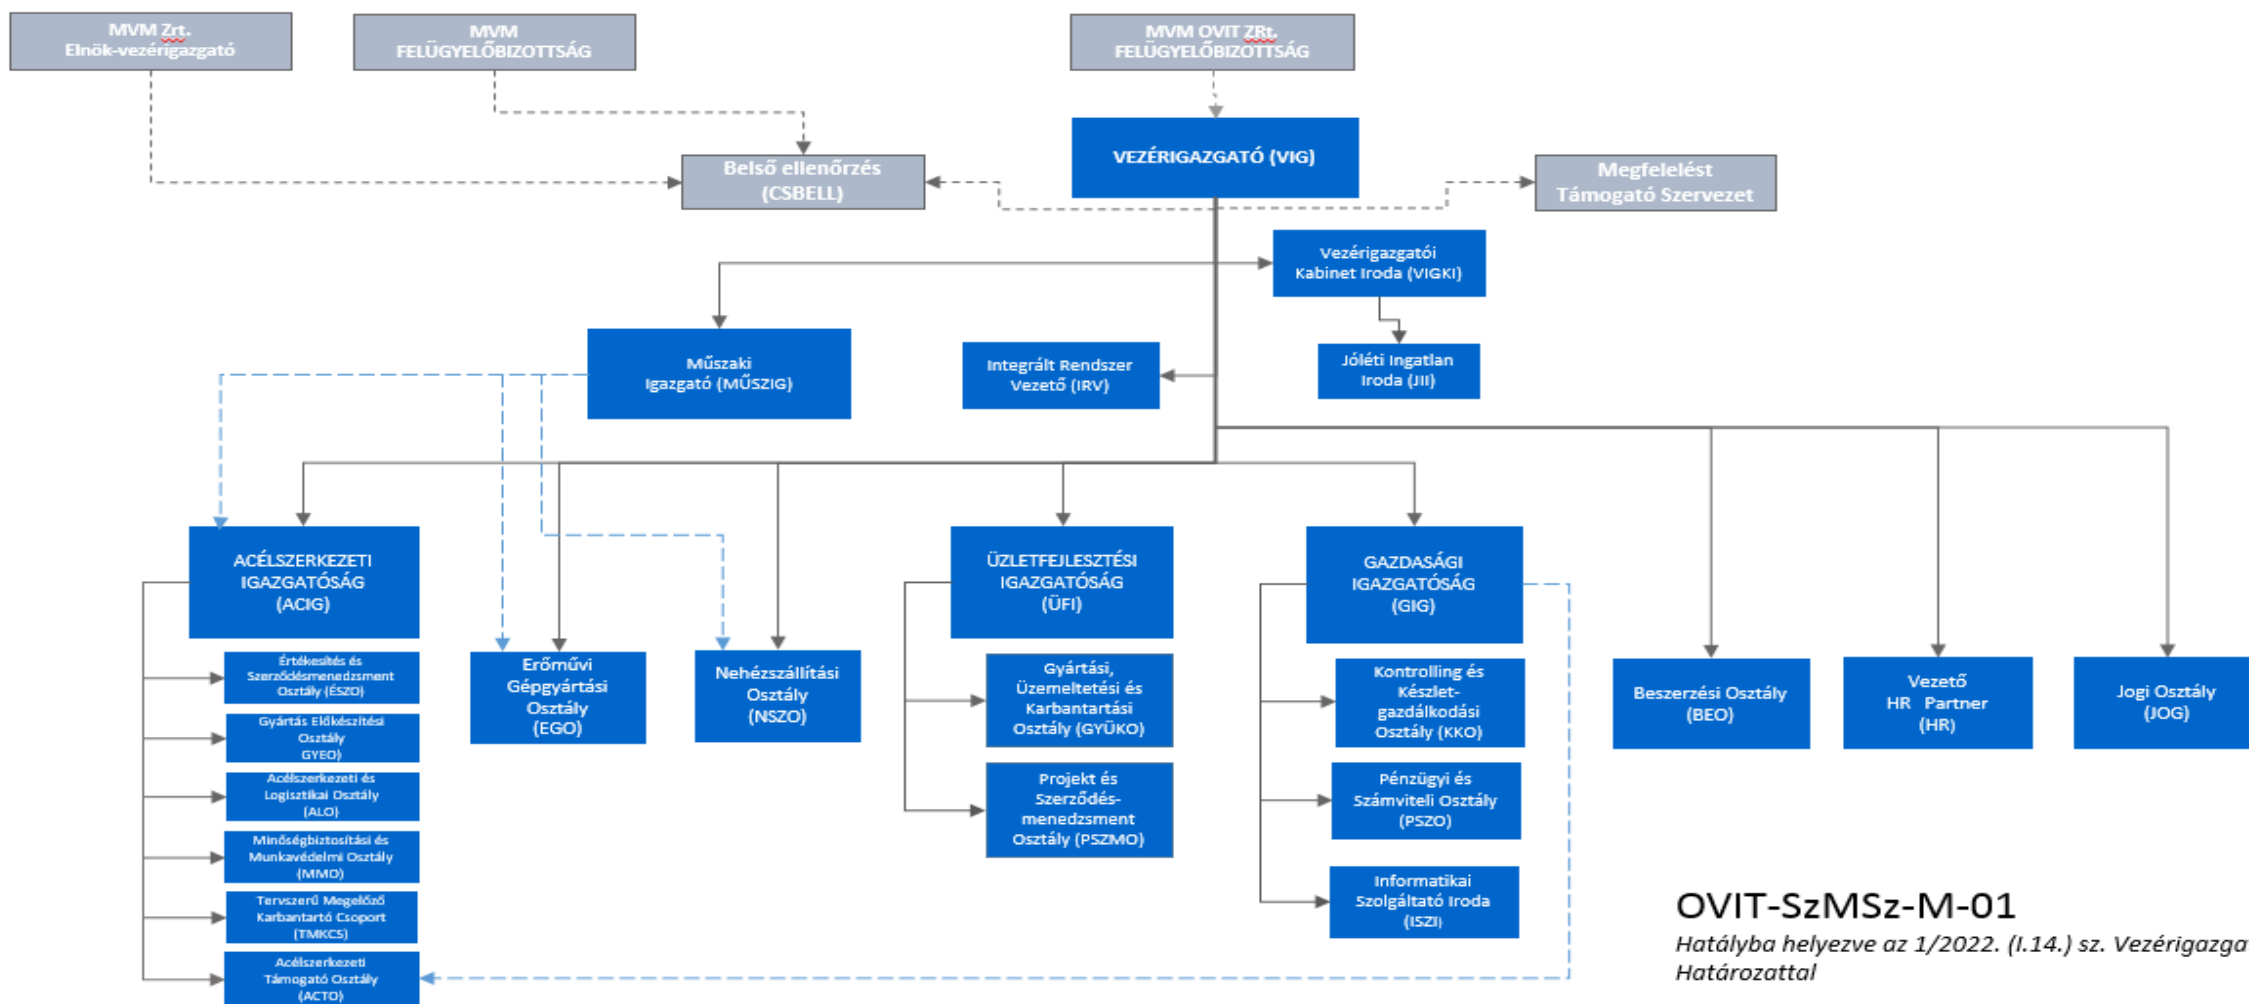 MVM Zrt.
Elnök-vezérigazgató
MVM
FELÜGYELŐBIZOTTSÁG
MVM OVIT ZRt.
FELÜGYELŐBIZOTTSÁG
VEZÉRIGAZGATÓ (VIG)
Belső ellenőrzés
(CSBELL)
Megfelelést
Támogató Szervezet
Vezérigazgatói
Kabinet Iroda (VIGKI)
Műszaki
Igazgató (MŰSZIG)
Integrált Rendszer
Vezető (IRV)
Jóléti Ingatlan
Iroda (JII)
ACÉLSZERKEZETI
IGAZGATÓSÁG
(ACIG)
ÜZLETFEJLESZTÉSI
IGAZGATÓSÁG
(ÜFI)
GAZDASÁGI
IGAZGATÓSÁG
(GIG)
Értékesítés és
Szerződésmenedzsment
Osztály (ÉSZO)
Gyártás Előkészítési
Osztály
GYEO)
Acélszerkezeti és
Logisztikai Osztály
(ALO)
Minőségbiztosítási és
Munkavédelmi Osztály
(MMO)
Tervszerű Megelőző
Karbantartó Csoport
(TMKCS)
Acélszerkezeti
Támogató Osztály
(ACTO)
Erőművi
Gépgyártási
Osztály
(EGO)
Nehézszállítási
Osztály
(NSZO)
Gyártási,
Üzemeltetési és
Karbantartási
Osztály (GYÜKO)
Projekt és
Szerződés-
menedzsment
Osztály (PSZMO)
Kontrolling és
Készlet-
gazdálkodási
Osztály (KKO)
Pénzügyi és
Számviteli Osztály
(PSZO)
Informatikai
Szolgáltató Iroda
(ISZI)
Beszerzési Osztály
(BEO)
Vezető
HR Partner
(HR)
Jogi Osztály
(JOG)
OVIT-SzMSz-M-01
Hatályba helyezve az 1/2022. (I.14.) sz. Vezérigazga
Határozattal